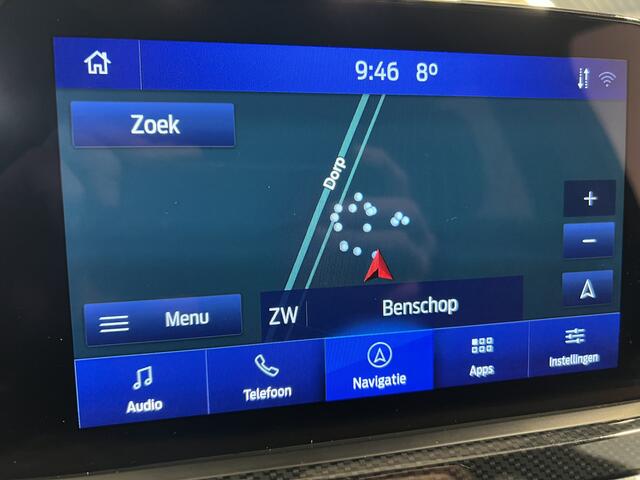 9:46 8°
Zoek
Dorp
+
-
Menu
ZW Benschop
Audio
Telefoon
Navigatie
Apps
Instellingen